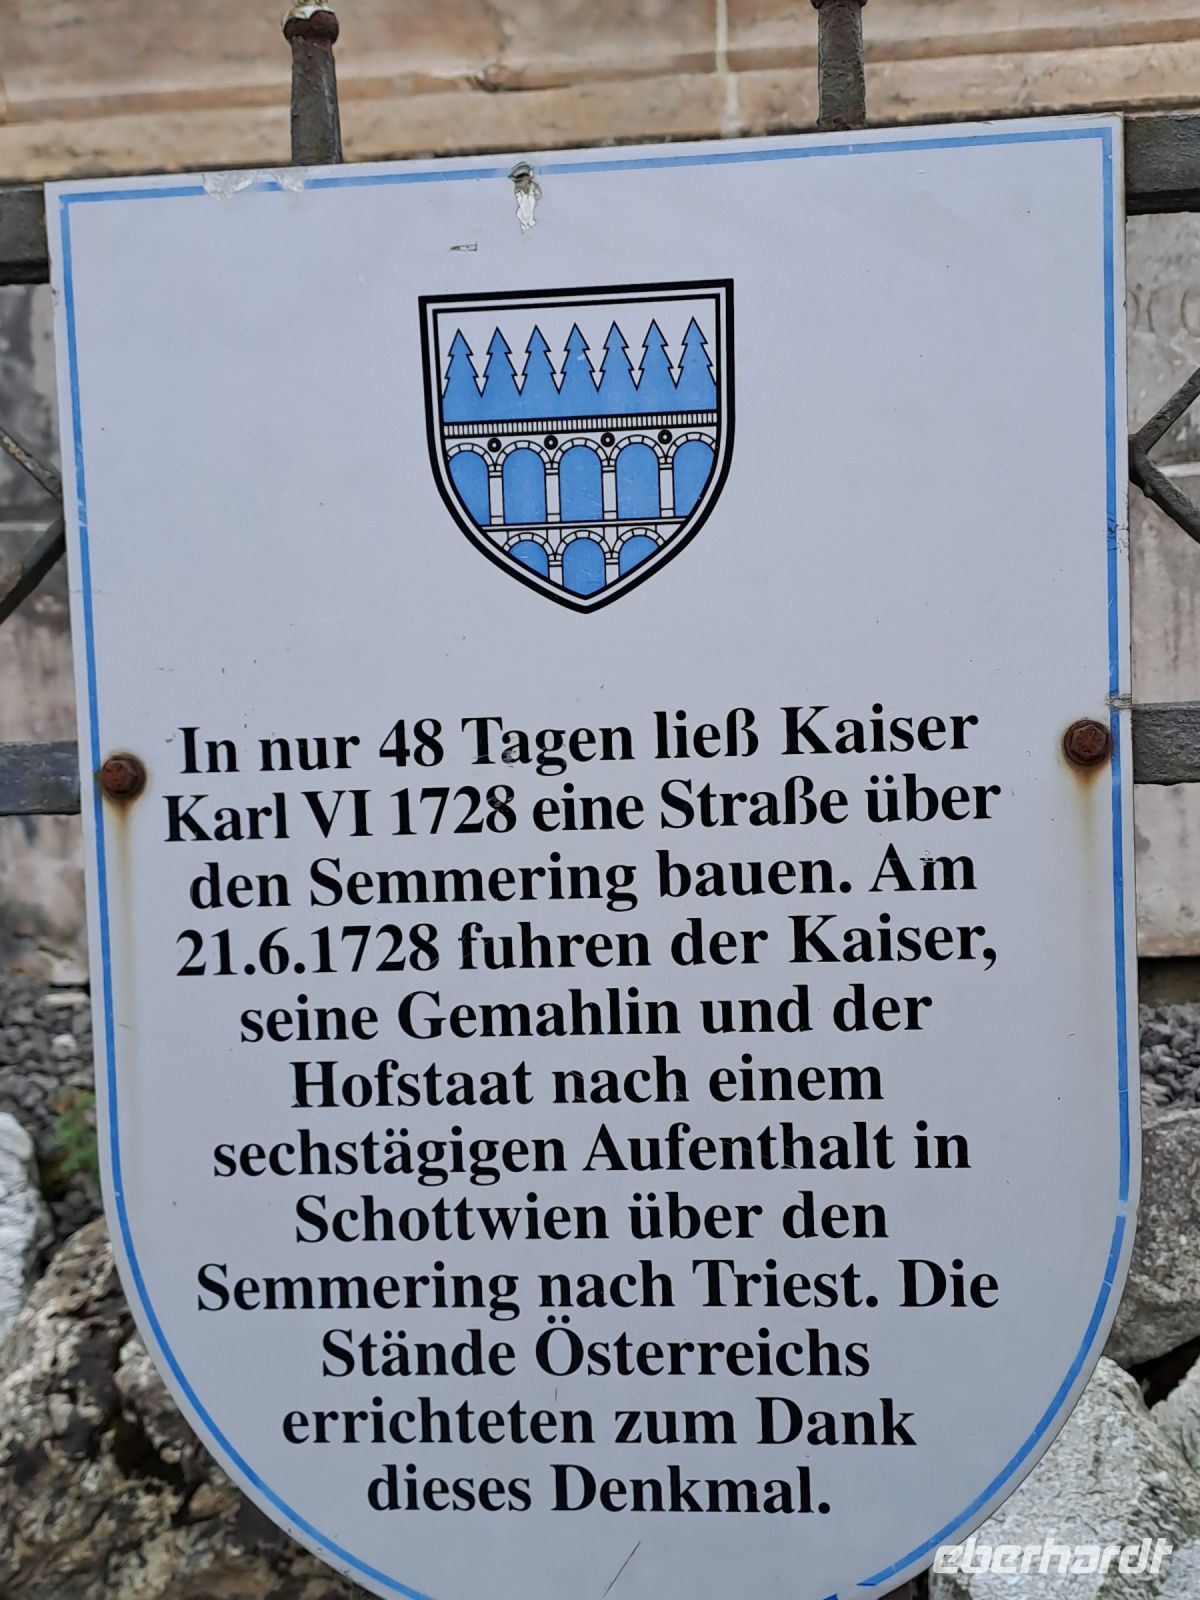 In nur 48 Tagen ließ Kaiser
Karl VI 1728 eine Straße über
den Semmering bauen. Am
21.6.1728 fuhren der Kaiser,
seine Gemahlin und der
Hofstaat nach einem
sechstägigen Aufenthalt in
Schottwien über den
Semmering nach Triest. Die
Stände Österreichs
errichteten zum Dank
dieses Denkmal.
eberhardt